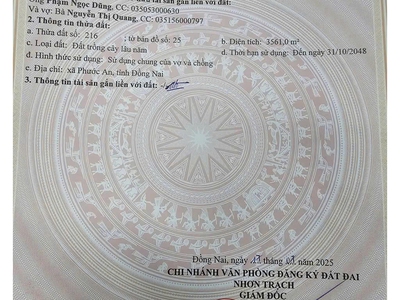 Ông Phạm Ngọc Dũng, CC: 035053000630
Và vợ: Bà Nguyễn Thị Quang, CC: 035156000797
2. Thông tin thửa đất:
a. Thửa đất số: 216 ; tờ bản đồ số: 25 b. Diện tích: 3561,0 m²
c. Loại đất: Đất trồng cây lâu năm d. Thời hạn sử dụng: Đến ngày 31/10/2048
đ. Hình thức sử dụng: Sử dụng chung của vợ và chồng
e. Địa chỉ: xã Phước An, tỉnh Đồng Nai
3. Thông tin tài sản gắn liền với đất:
Đồng Nai, ngày tháng năm 2025
CHI NHÁNH VĂN PHÒNG ĐĂNG KÝ ĐẤT ĐAI
NHƠN TRẠCH
GIÁM ĐỐC